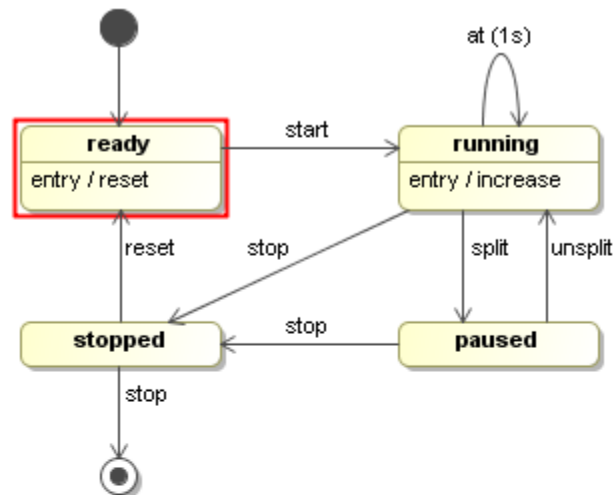 at (1s)
ready
start
running
entry / reset
entry / increase
reset
stop
split
unsplit
stopped
stop
paused
stop